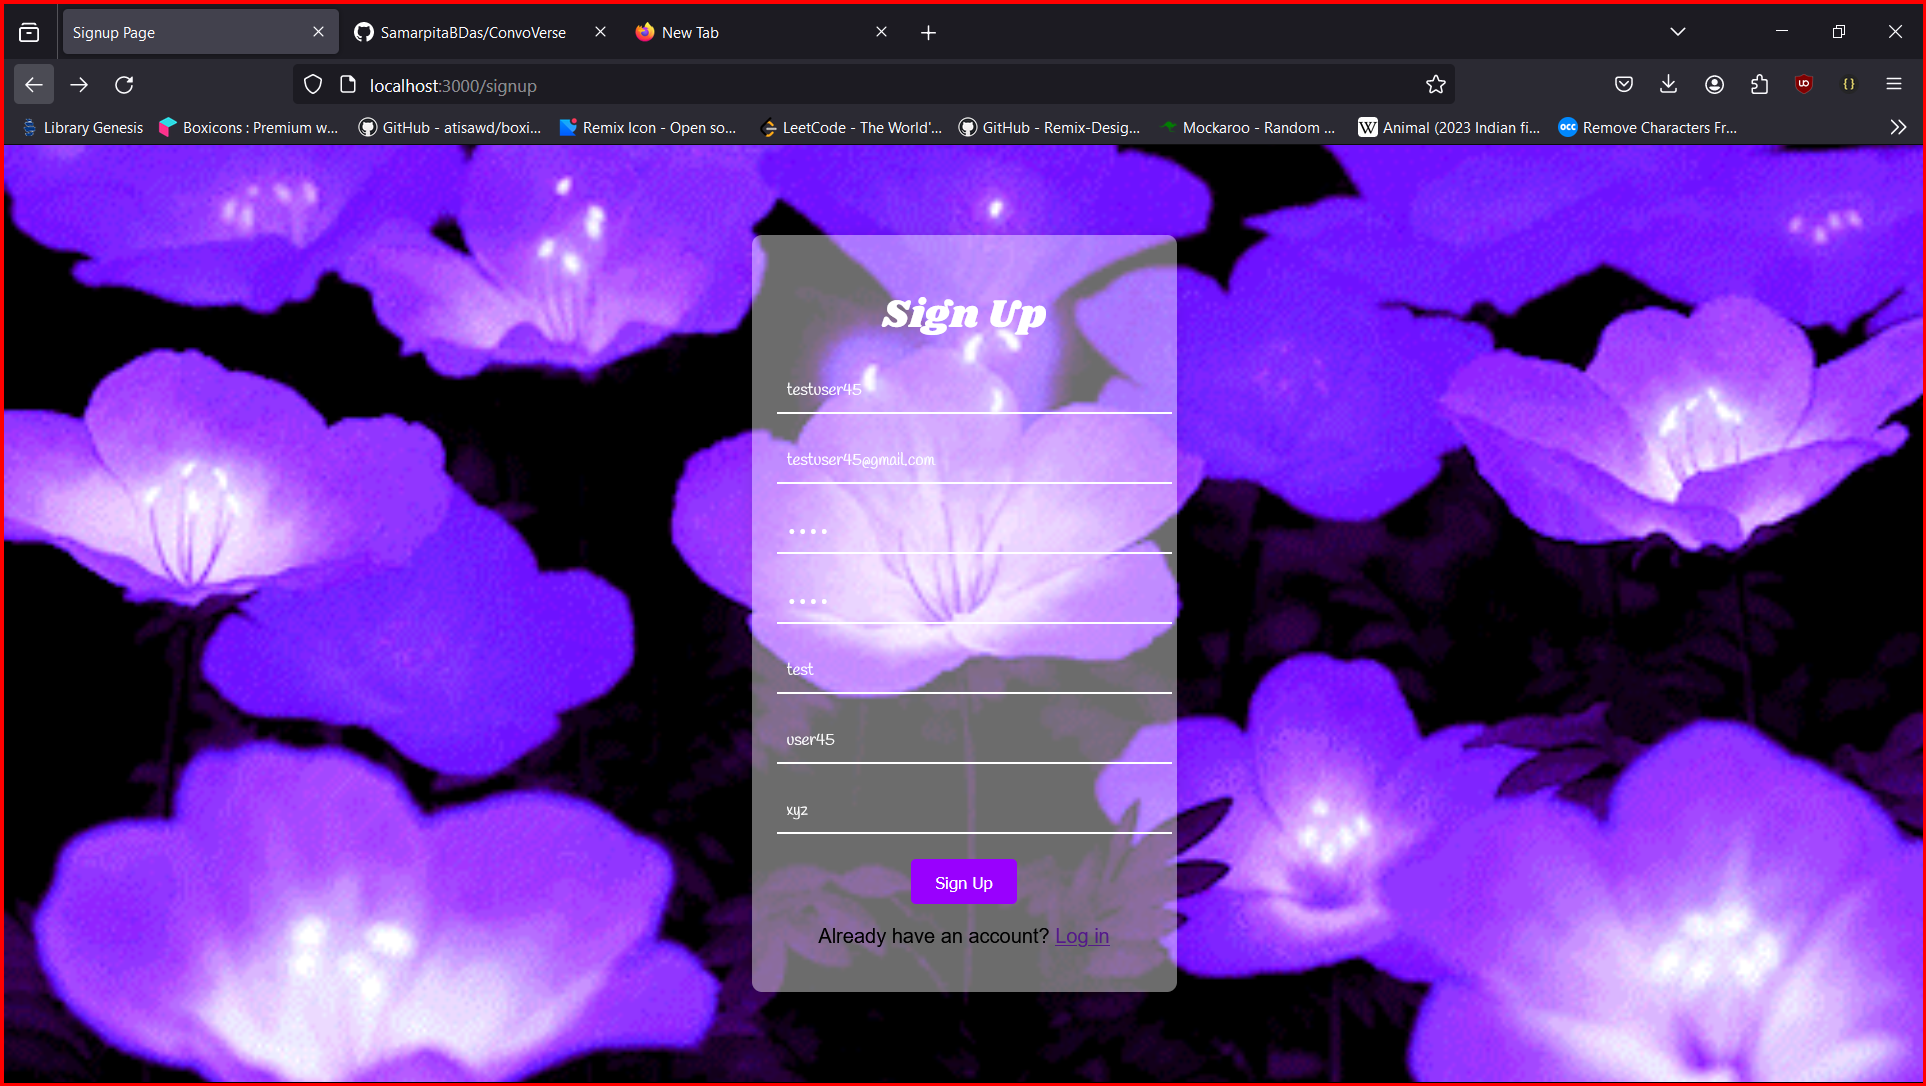 Signup Page
SamarpitaBDas/ConvoVerse
New Tab
localhost:3000/signup
Library Genesis
Boxicons : Premium w...
GitHub - atisawd/boxi...
Remix Icon - Open so...
LeetCode - The World'...
GitHub - Remix-Desig...
Mockaroo - Random ...
W
Animal (2023 Indian fi...
OCC
Remove Characters Fr...
Sign Up
testuser45
testuser45@gmail.com
••••
••••
test
user45
xyz
Sign Up
Already have an account? Log in